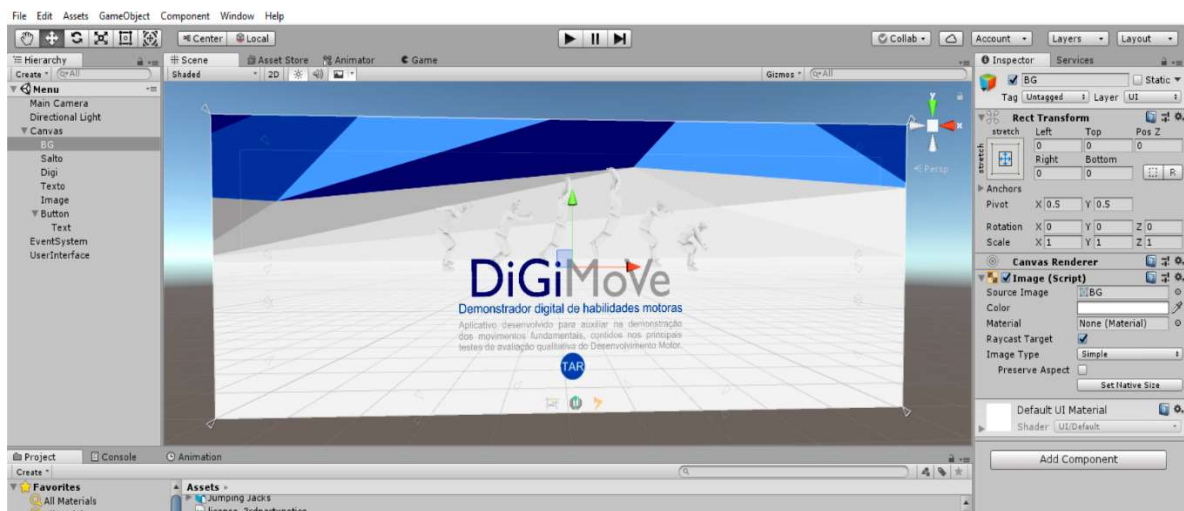 File Edit Assets GameObject Component Window Help
Center Local
Collab Account Layers Layout
Hierarchy
Create All
Menu
Main Camera
Directional Light
Canvas
BG
Salto
Digi
Texto
Image
Button
Text
EventSystem
UserInterface
Scene Asset Store Animator Game
Shaded 2D Gizmos All
y
x
Persp
DiGiMoVe
Demonstrador digital de habilidades motoras
Aplicativo desenvolvido para auxiliar na demonstração
dos movimentos fundamentais, contidos nos principais
testes de avaliação qualitativa do Desenvolvimento Motor.
TAR
Inspector Services
BG Static
Tag Untagged Layer UI
Rect Transform
stretch Left Top Pos Z
stretch 0 0 0
Right Bottom
0 0 R
Anchors
Pivot X 0.5 Y 0.5
Rotation X 0 Y 0 Z 0
Scale X 1 Y 1 Z 1
Canvas Renderer
Image (Script)
Source Image BG
Color
Material None (Material)
Raycast Target
Image Type Simple
Preserve Aspect
Set Native Size
Default UI Material
Shader UI/Default
Add Component
Project Console Animation
Create
Favorites
All Materials
Assets
Jumping Jacks